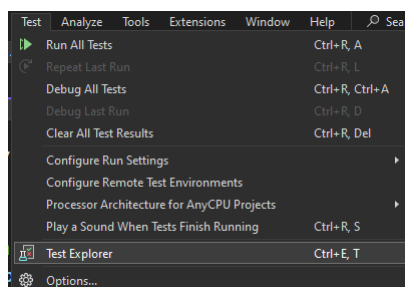 Test Analyze Tools Extensions Window Help Sea
Run All Tests Ctrl+R, A
Repeat Last Run Ctrl+R, L
Debug All Tests Ctrl+R, Ctrl+A
Debug Last Run Ctrl+R, D
Clear All Test Results Ctrl+R, Del
Configure Run Settings
Configure Remote Test Environments
Processor Architecture for AnyCPU Projects
Play a Sound When Tests Finish Running Ctrl+R, S
Test Explorer Ctrl+E, T
Options...